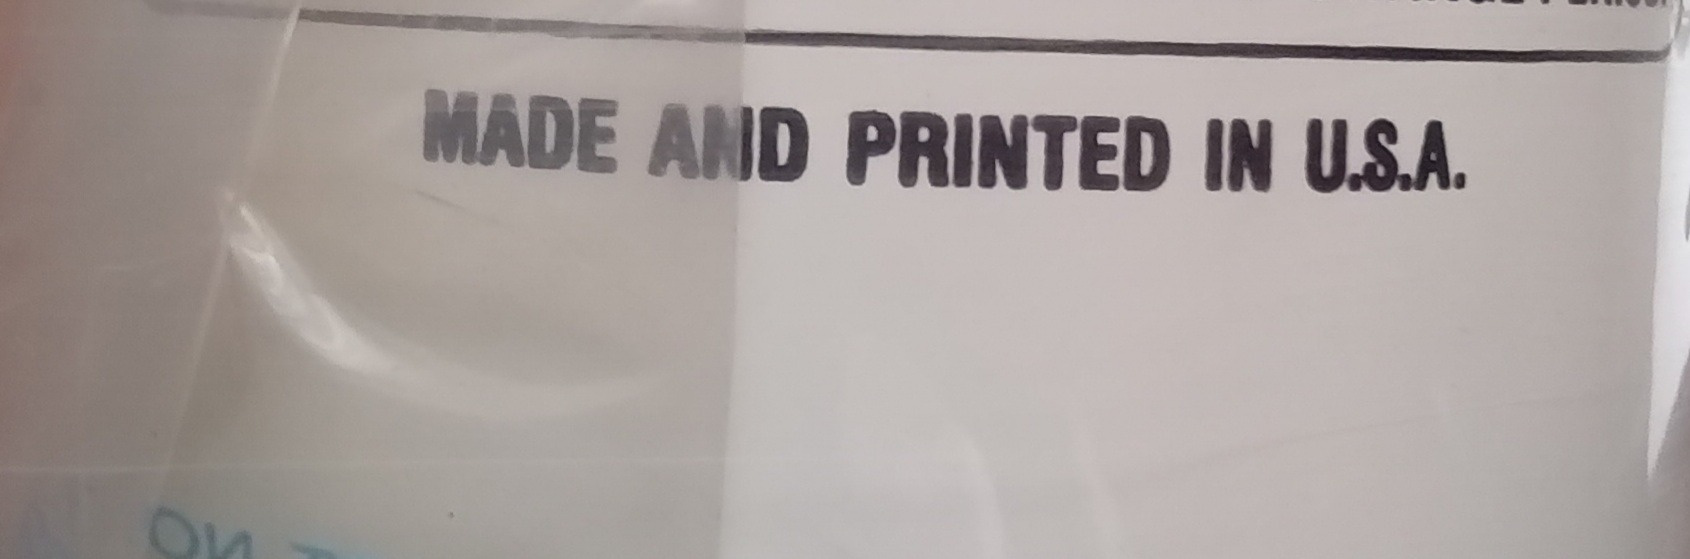 MADE AND PRINTED IN U.S.A.